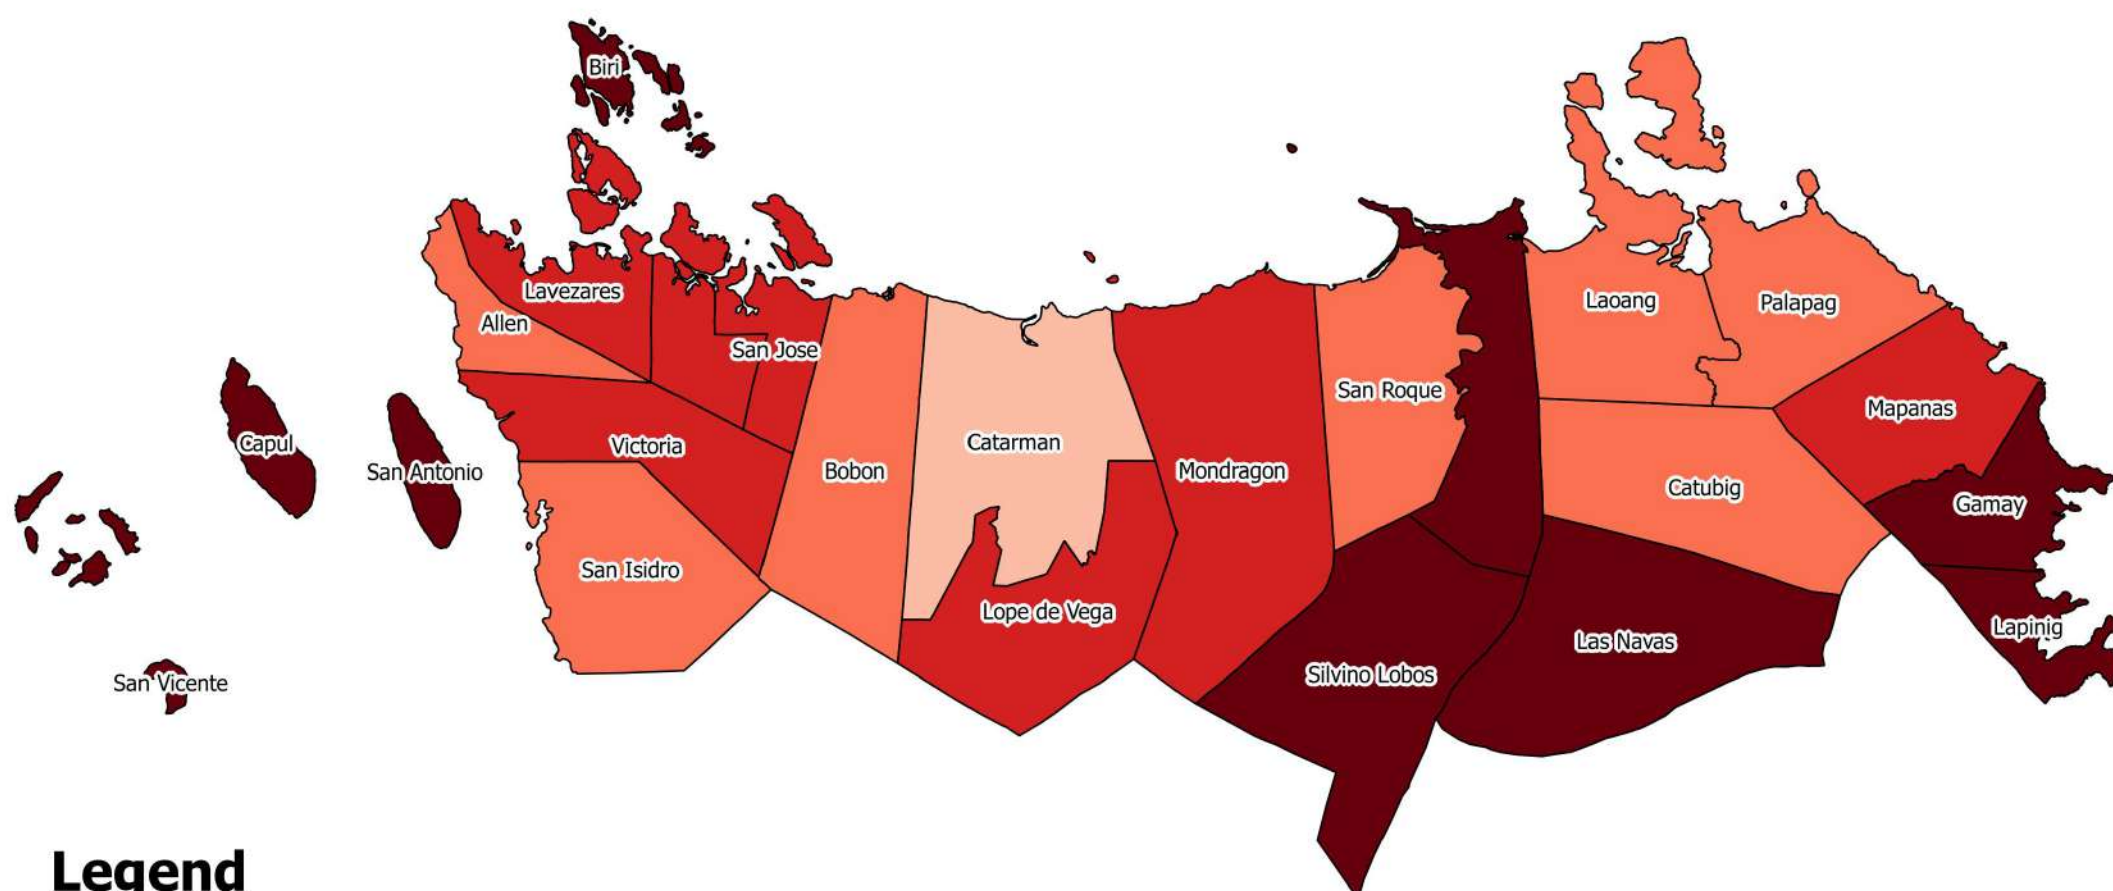 Biri
Lavezares
Laoang
Palapag
Allen
San Jose
San Roque
Mapanas
Capul
Catarman
Victoria
San Antonio
Bobon
Mondragon
Catubig
Gamay
San Isidro
Lope de Vega
Lapinig
Las Navas
Silvino Lobos
San Vicente
Legend